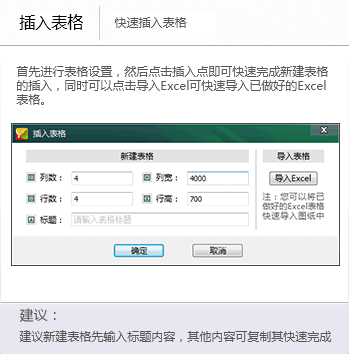 插入表格 快速插入表格
首先进行表格设置，然后点击插入点即可快速完成新建表格
的插入，同时可以点击导入Excel可快速导入已做好的Excel
表格。
插入表格 X
新建表格 导入表格
列数： 4 列宽： 4000 导入Excel
行数： 4 行高： 700 注：您可以将已
做好的Excel表格
标题： 请输入表格标题 快速导入图纸中
确定 取消
建议：
建议新建表格先输入标题内容，其他内容可复制其快速完成